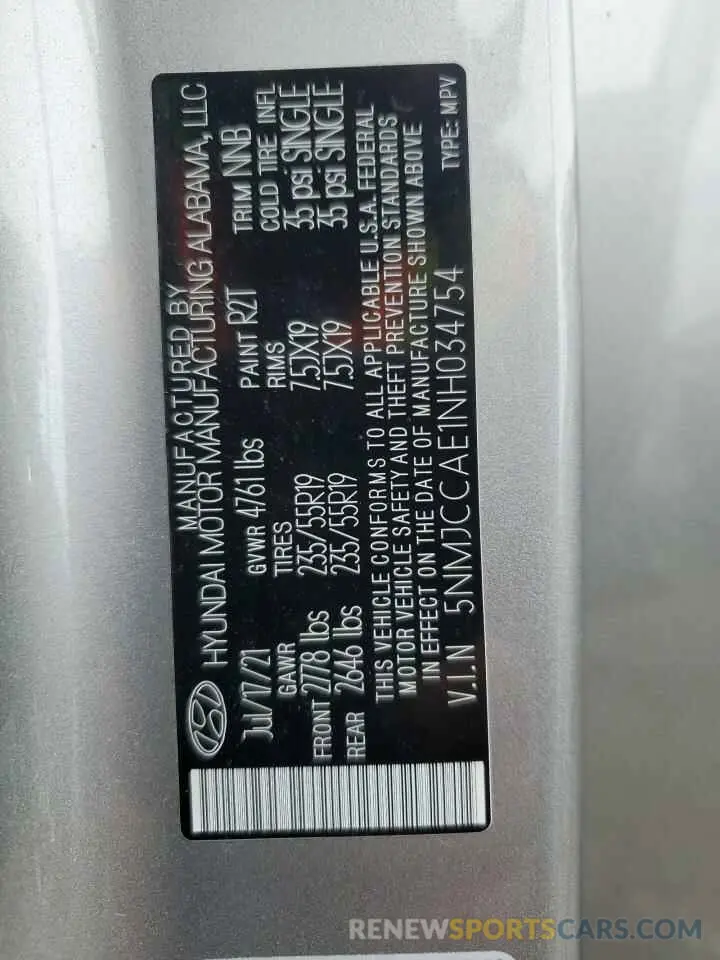 MANUFACTURED BY
HYUNDAI MOTOR MANUFACTURING ALABAMA, LLC
Jul/17/21 GVWR 4761 lbs PAINT R2T TRIM NNB
GAWR TIRES RIMS COLD TIRE INFL
FRONT 2778 lbs 235/55R19 7.5JX19 35 psi SINGLE
REAR 2646 lbs 235/55R19 7.5JX19 35 psi SINGLE
THIS VEHICLE CONFORMS TO ALL APPLICABLE U.S.A. FEDERAL
MOTOR VEHICLE SAFETY AND THEFT PREVENTION STANDARDS
IN EFFECT ON THE DATE OF MANUFACTURE SHOWN ABOVE
V.I.N 5NMJCCAE1NH034754 TYPE: MPV
RENEWSPORTSCARS.COM